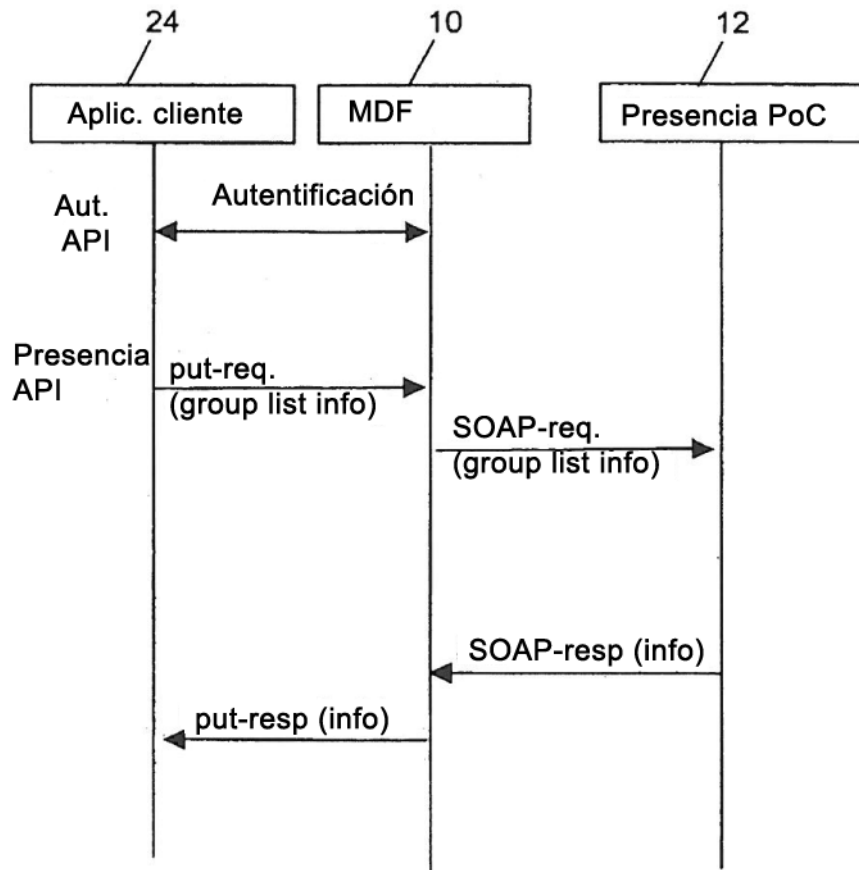 24
10
12
Aplic. cliente
MDF
Presencia PoC
Aut.
API
Autentificación
Presencia
API
put-req.
(group list info)
SOAP-req.
(group list info)
SOAP-resp (info)
put-resp (info)